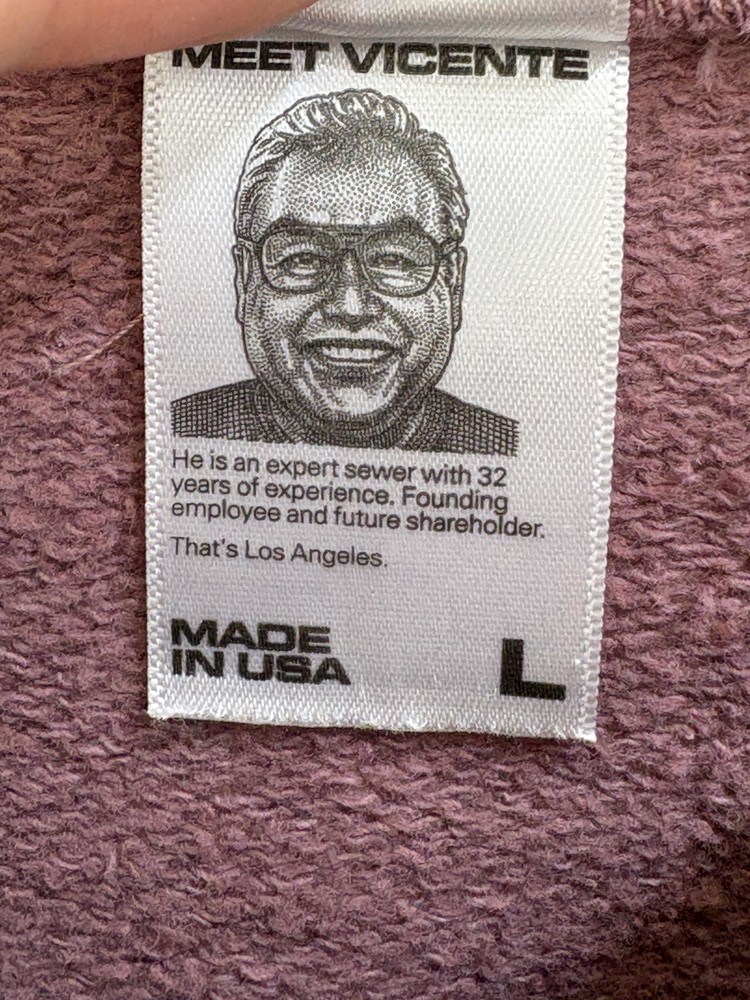 MEET VICENTE
He is an expert sewer with 32
years of experience. Founding
employee and future shareholder.
That's Los Angeles.
MADE
IN USA
L